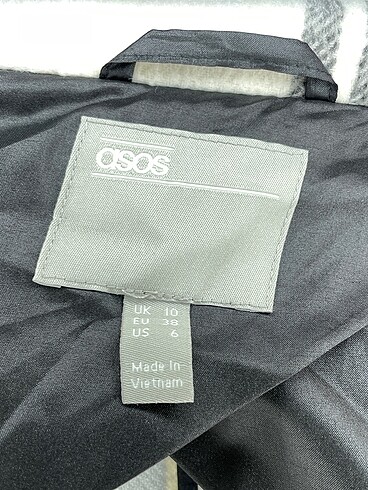 asos
UK 10
EU 38
US 6
Made In
Vietnam